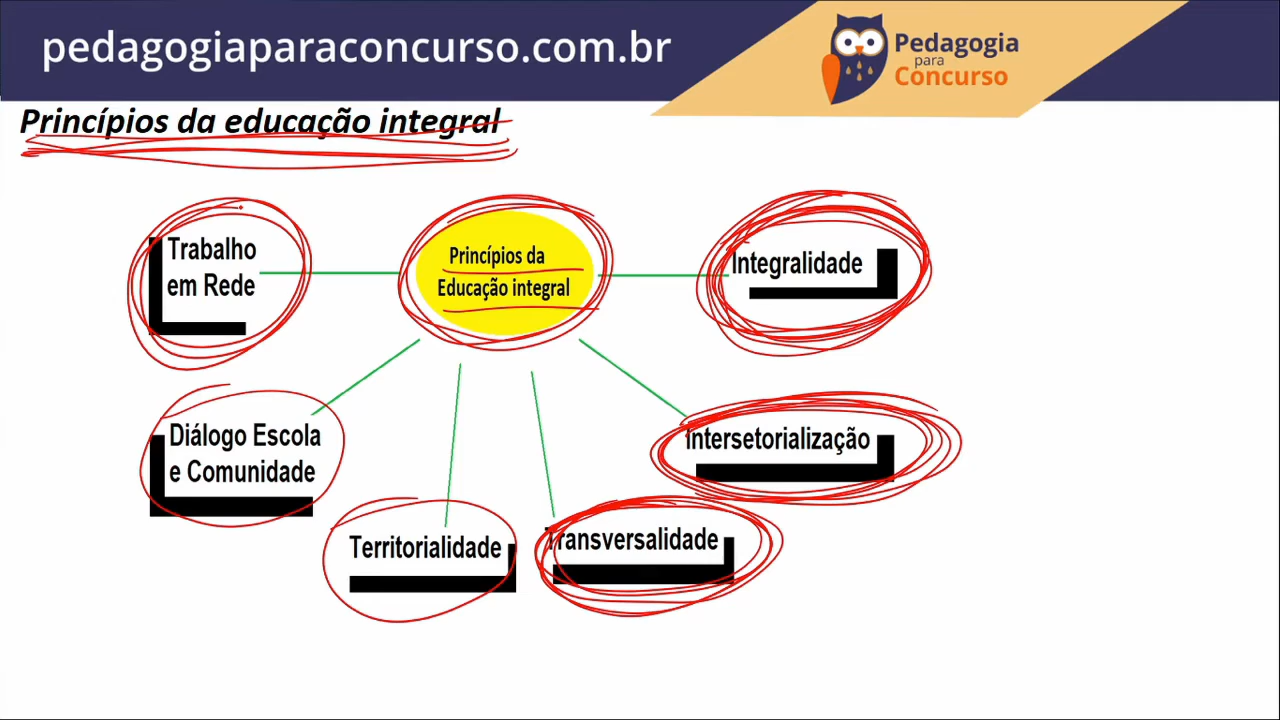 pedagogiaparaconcurso.com.br
Pedagogia
para
Concurso
Princípios da educação integral
Trabalho
em Rede
Princípios da
Educação integral
Integralidade
Diálogo Escola
e Comunidade
Intersetorialização
Territorialidade
Transversalidade